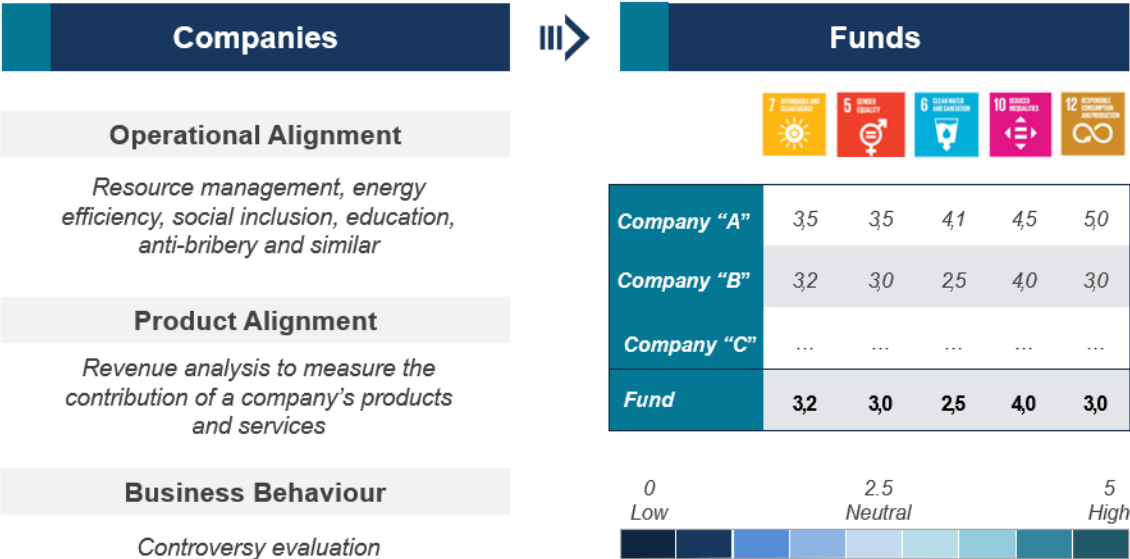 Companies
Funds
Operational Alignment
Resource management, energy
efficiency, social inclusion, education,
anti-bribery and similar
Product Alignment
Revenue analysis to measure the
contribution of a company's products
and services
Business Behaviour
Controversy evaluation
7 AFFORDABLE AND
CLEAN ENERGY
5 GENDER
EQUALITY
6 CLEAN WATER
AND SANITATION
10 REDUCED
INEQUALITIES
12 RESPONSIBLE
CONSUMPTION
AND PRODUCTION
Company “A” 3,5 3,5 4,1 4,5 5,0
Company “B” 3,2 3,0 2,5 4,0 3,0
Company “C” ... ... ... ... ...
Fund 3,2 3,0 2,5 4,0 3,0
0 2.5 5
Low Neutral High